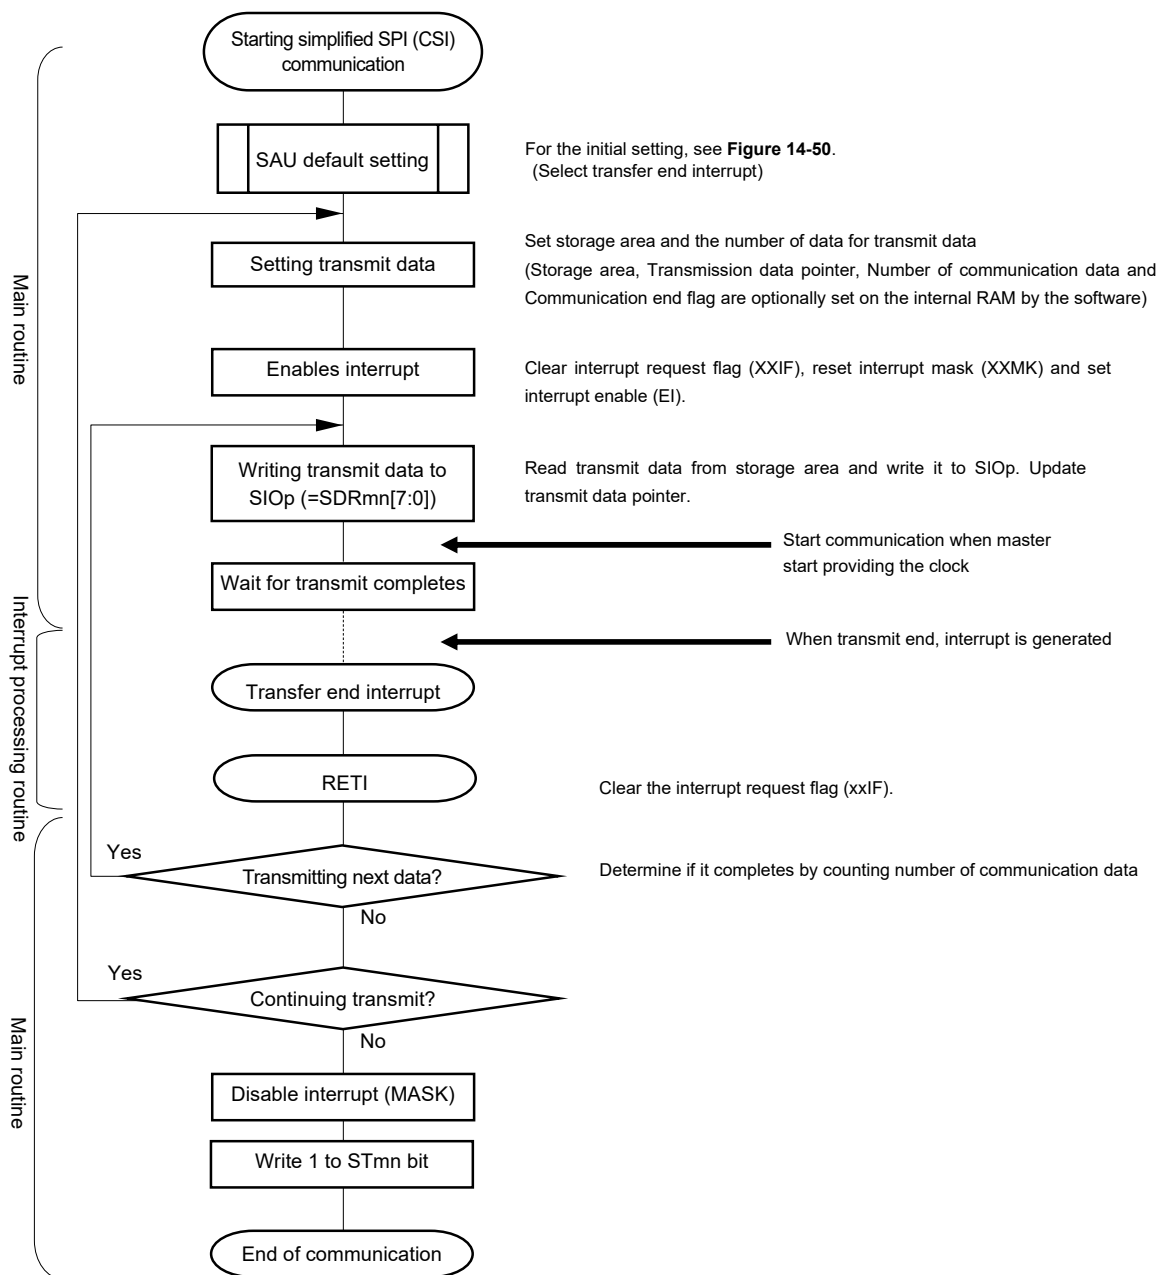 Starting simplified SPI (CSI)
communication
SAU default setting
For the initial setting, see Figure 14-50.
(Select transfer end interrupt)
Setting transmit data
Set storage area and the number of data for transmit data
(Storage area, Transmission data pointer, Number of communication data and
Communication end flag are optionally set on the internal RAM by the software)
Main routine
Enables interrupt
Clear interrupt request flag (XXIF), reset interrupt mask (XXMK) and set
interrupt enable (EI).
Writing transmit data to
SIOp (=SDRmn[7:0])
Read transmit data from storage area and write it to SIOp. Update
transmit data pointer.
Start communication when master
start providing the clock
Wait for transmit completes
When transmit end, interrupt is generated
Interrupt processing routine
Transfer end interrupt
RETI
Clear the interrupt request flag (xxIF).
Yes
Transmitting next data?
Determine if it completes by counting number of communication data
No
Yes
Continuing transmit?
No
Main routine
Disable interrupt (MASK)
Write 1 to STmn bit
End of communication